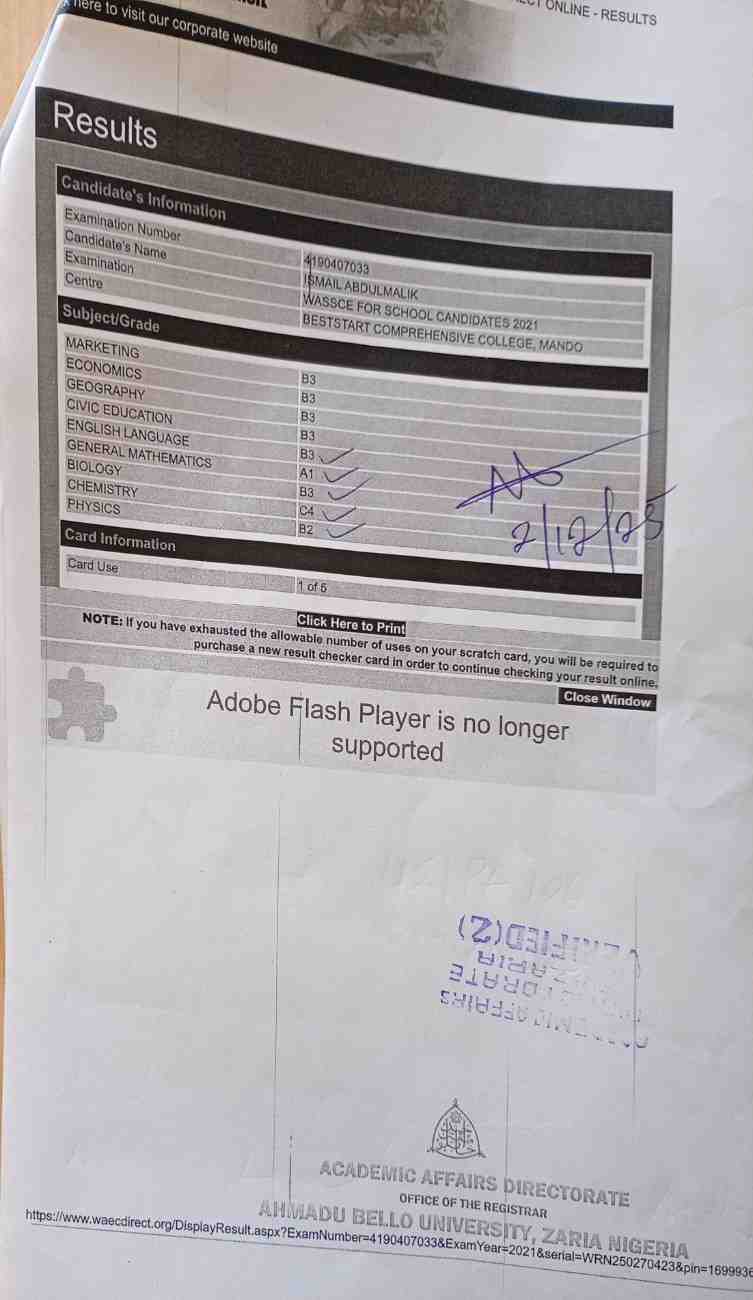 here to visit our corporate website
ONLINE - RESULTS
Results
Candidate's Information
Examination Number 4190407033
Candidate's Name ISMAIL ABDULMALIK
Examination WASSCE FOR SCHOOL CANDIDATES 2021
Centre BESTSTART COMPREHENSIVE COLLEGE, MANDO
Subject/Grade
MARKETING B3
ECONOMICS B3
GEOGRAPHY B3
CIVIC EDUCATION B3
ENGLISH LANGUAGE B3
GENERAL MATHEMATICS A1
BIOLOGY B3
CHEMISTRY C4
PHYSICS B2
2/12/25
Card Information
Card Use 1 of 5
Click Here to Print
NOTE: If you have exhausted the allowable number of uses on your scratch card, you will be required to
purchase a new result checker card in order to continue checking your result online.
Close Window
Adobe Flash Player is no longer
supported
VERIFIED(2)
ZARIA
AFFAIRS
ACADEMIC AFFAIRS DIRECTORATE
OFFICE OF THE REGISTRAR
AHMADU BELLO UNIVERSITY, ZARIA NIGERIA
https://www.waecdirect.org/DisplayResult.aspx?ExamNumber=4190407033&ExamYear=2021&serial=WRN250270423&pin=1699936